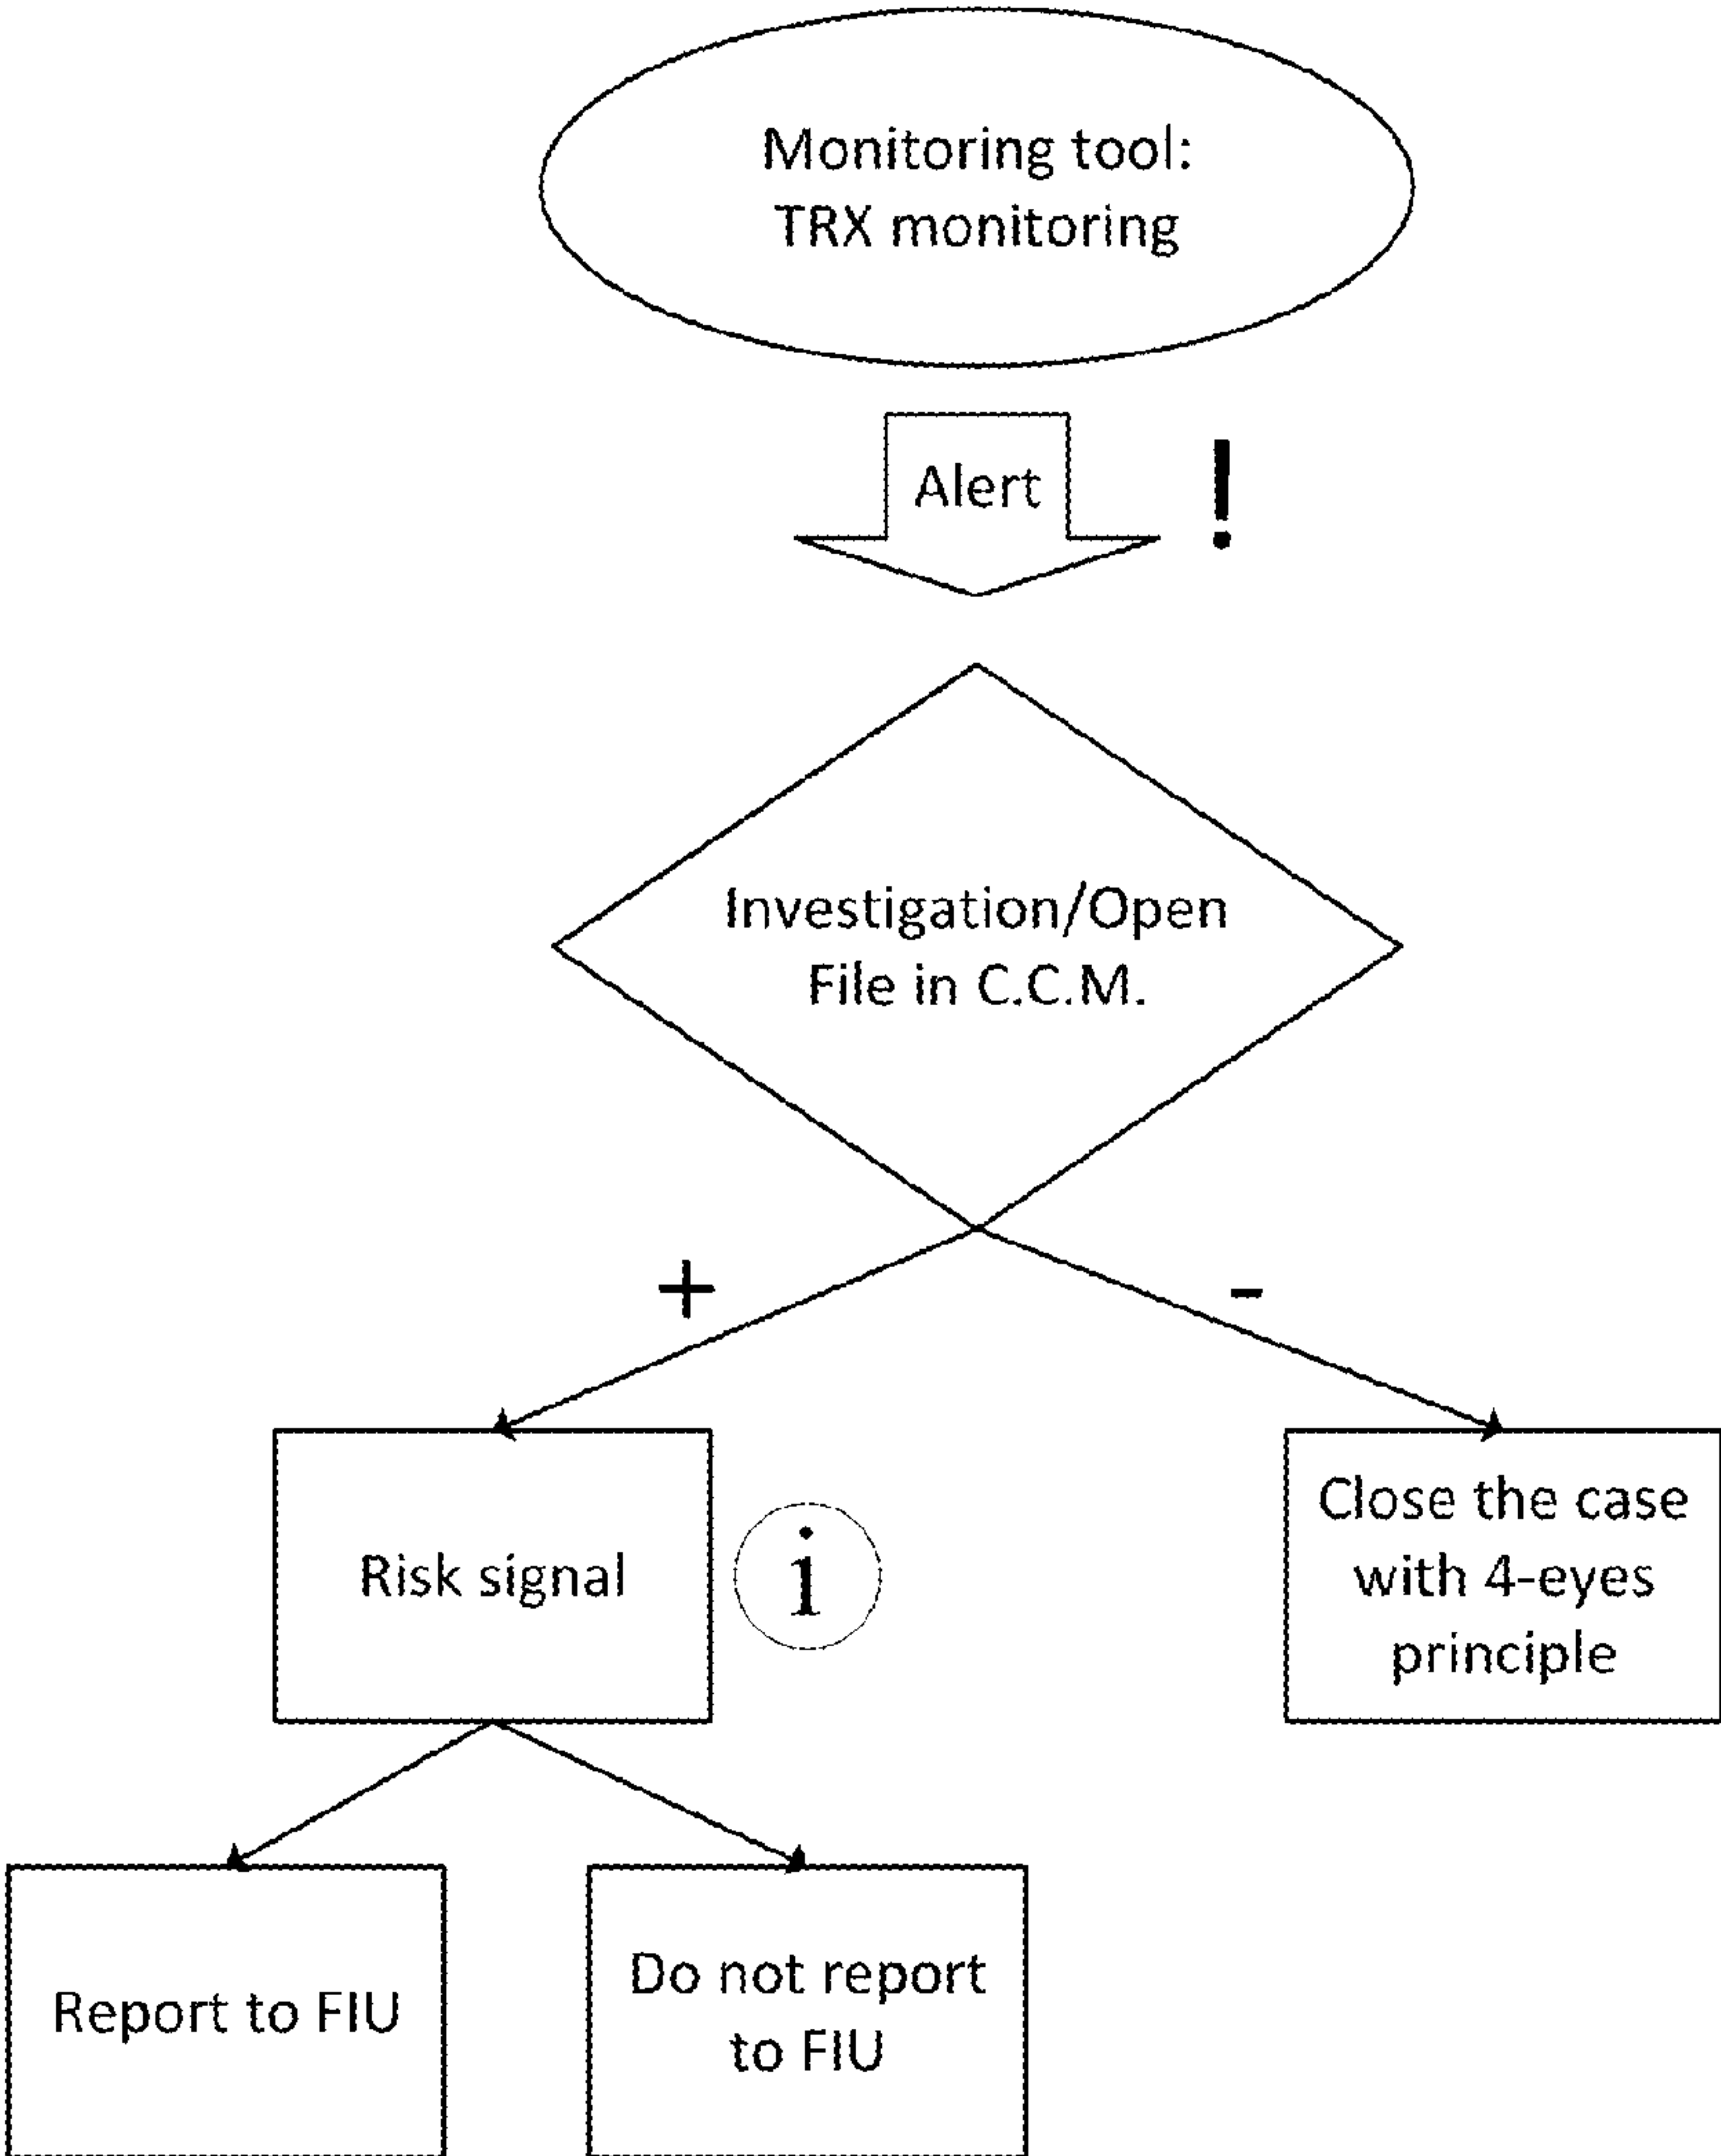 Monitoring tool:
TRX monitoring
Alert
!
Investigation/Open
File in C.C.M.
+
-
Risk signal
i
Close the case
with 4-eyes
principle
Report to FIU
Do not report
to FIU